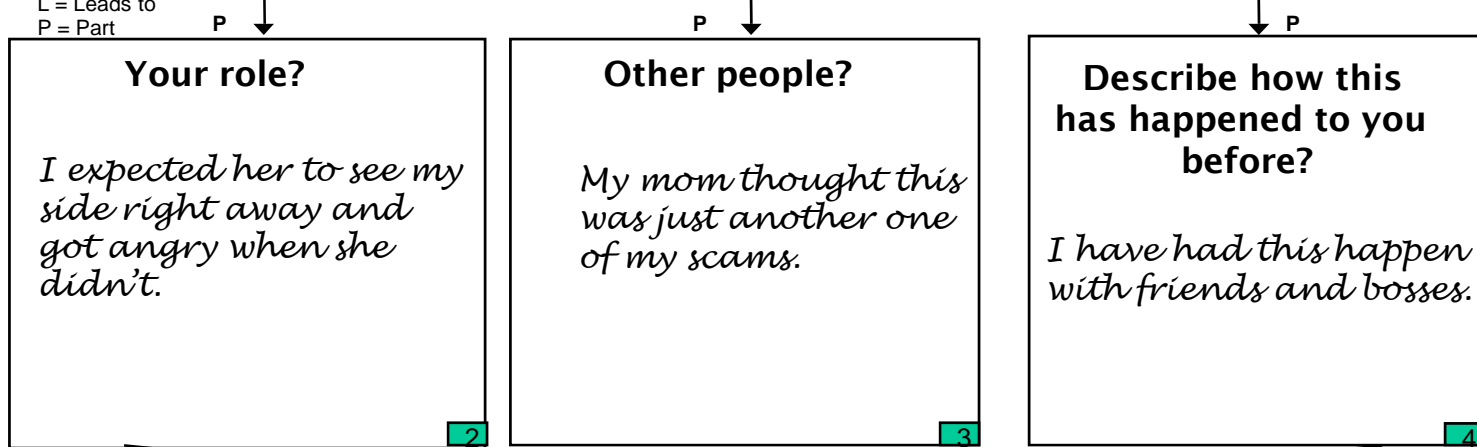 L = Leads to
P = Part
P
P
P
Your role?
I expected her to see my
side right away and
got angry when she
didn't.
2
Other people?
My mom thought this
was just another one
of my scams.
3
Describe how this
has happened to you
before?
I have had this happen
with friends and bosses.
4